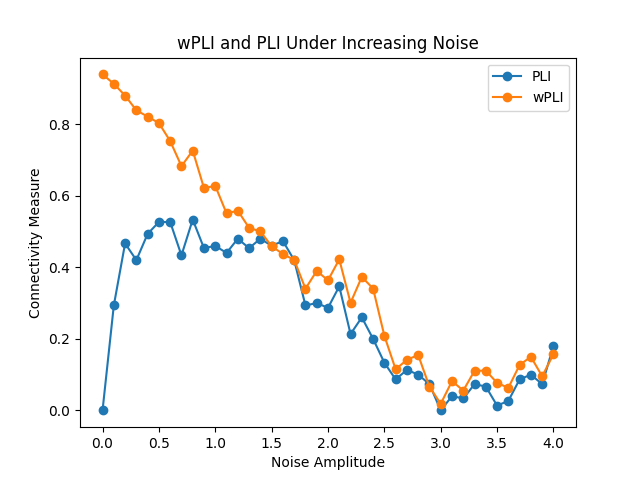 wPLI and PLI Under Increasing Noise
PLI
wPLI
Connectivity Measure
0.8
0.6
0.4
0.2
0.0
0.0 0.5 1.0 1.5 2.0 2.5 3.0 3.5 4.0
Noise Amplitude